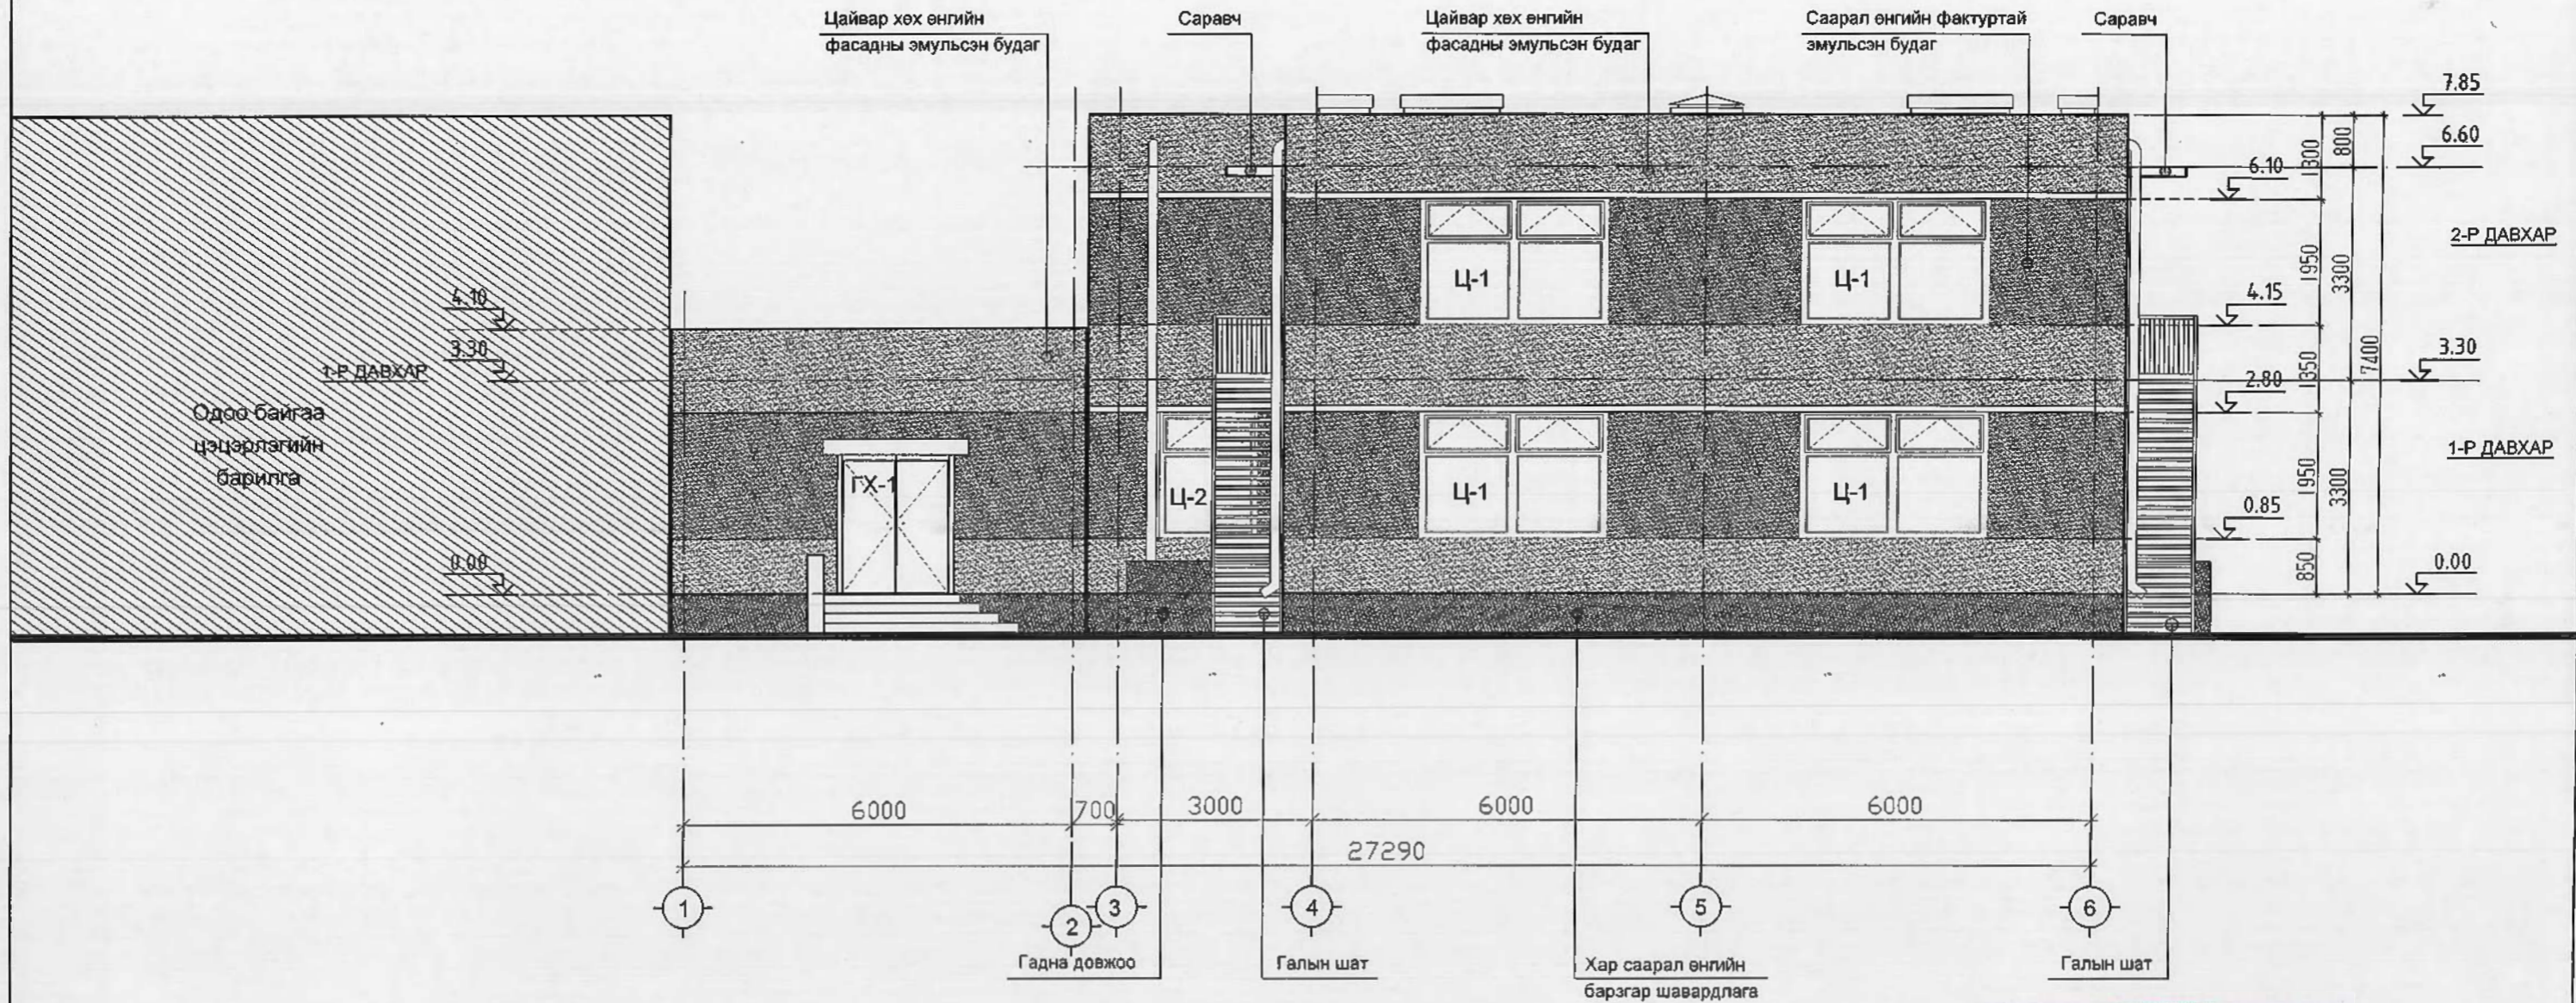 Цайвар хөх өнгийн
фасадны эмульсэн будаг
Саравч
Цайвар хөх өнгийн
фасадны эмульсэн будаг
Саарал өнгийн фактуртай
эмульсэн будаг
Саравч
7.85
6.60
6.10
4.15
3.30
2.80
0.85
0.00
1300
1950
1350
1950
850
800
3300
3300
7400
2-Р ДАВХАР
1-Р ДАВХАР
4.10
3.30
1-Р ДАВХАР
0.00
Одоо байгаа
цэцэрлэгийн
барилга
Ц-1
Ц-1
ГХ-1
Ц-2
Ц-1
Ц-1
6000
700
3000
6000
6000
27290
1
2
3
4
5
6
Гадна довжоо
Галын шат
Хар саарал өнгийн
барзгар шавардлага
Галын шат